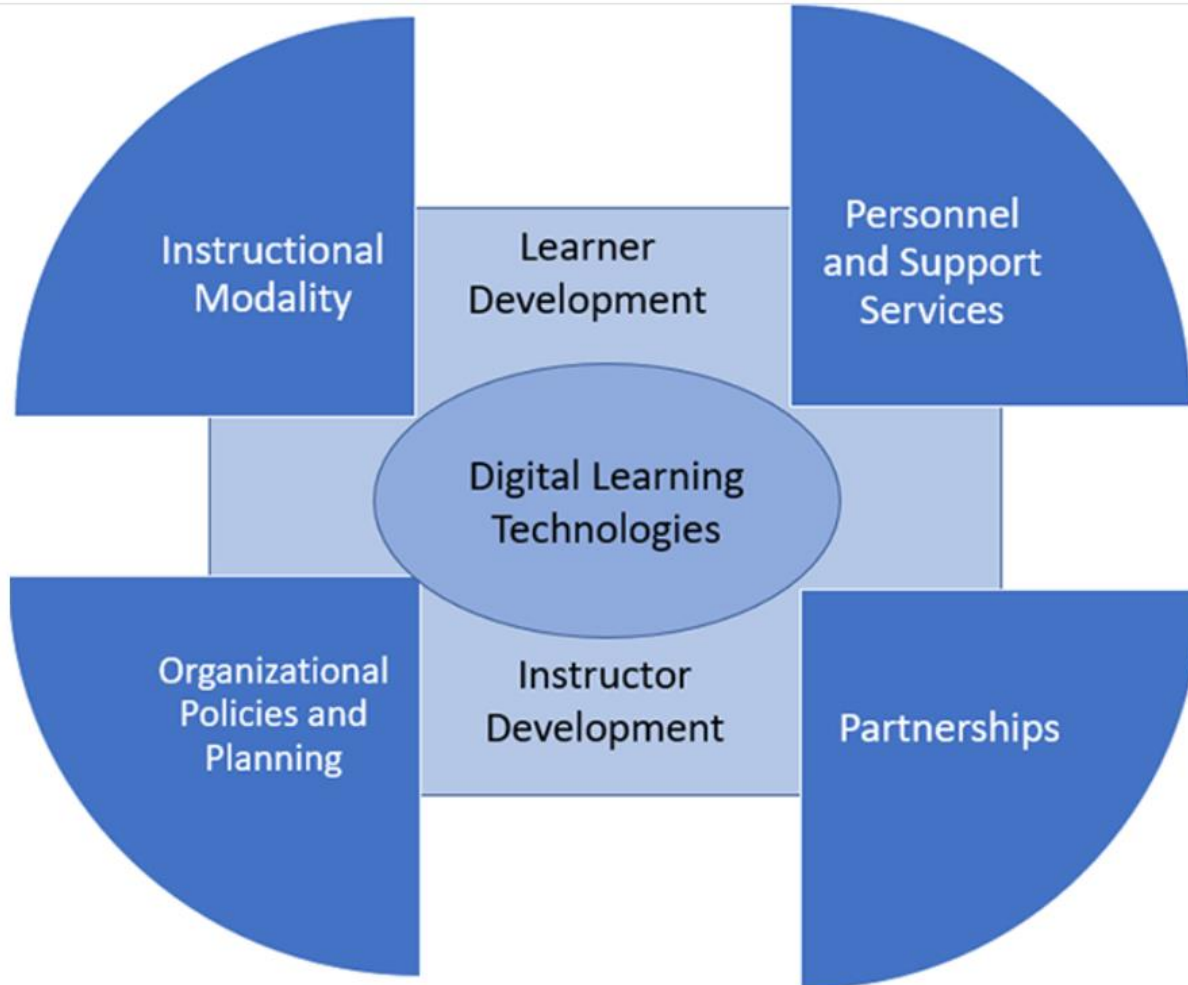 Instructional
Modality
Learner
Development
Personnel
and Support
Services
Digital Learning
Technologies
Organizational
Policies and
Planning
Instructor
Development
Partnerships